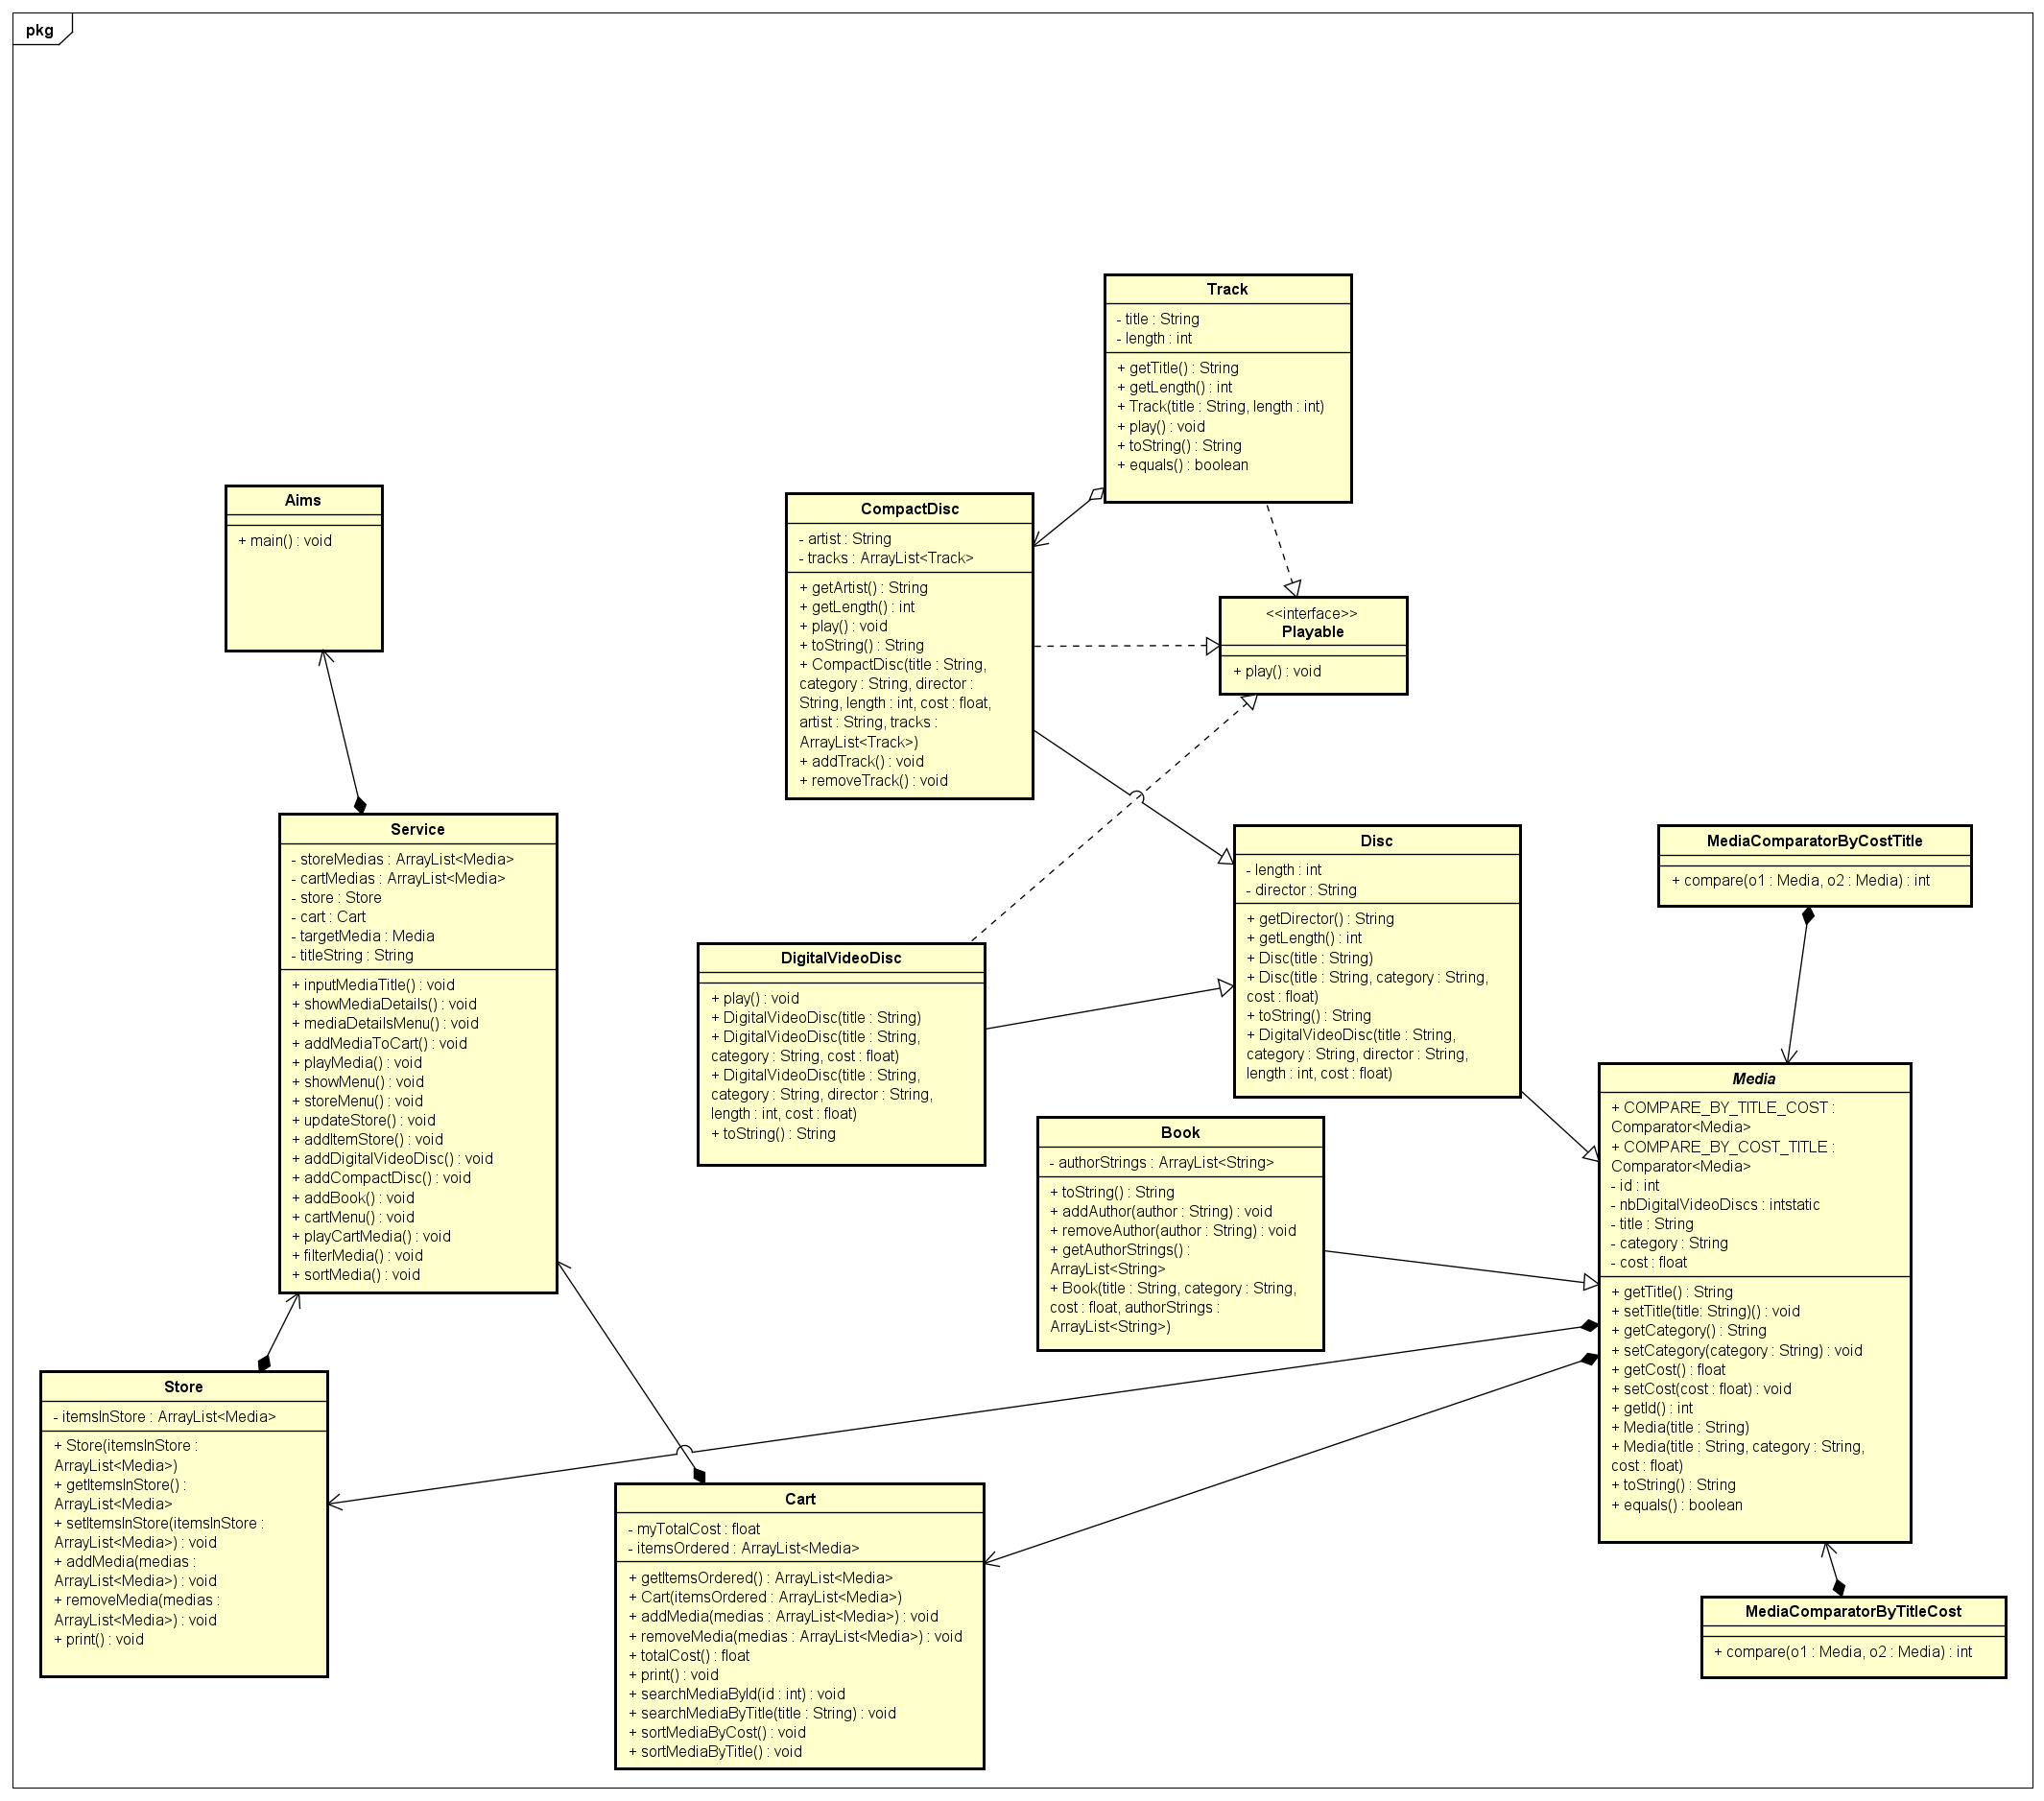 pkg
Track
- title : String
- length : int
+ getTitle() : String
+ getLength() : int
+ Track(title : String, length : int)
+ play() : void
+ toString() : String
+ equals() : boolean
Aims
+ main() : void
CompactDisc
- artist : String
- tracks : ArrayList<Track>
+ getArtist() : String
+ getLength() : int
+ play() : void
+ toString() : String
+ CompactDisc(title : String,
category : String, director :
String, length : int, cost : float,
artist : String, tracks :
ArrayList<Track>)
+ addTrack() : void
+ removeTrack() : void
<<interface>>
Playable
+ play() : void
Service
- storeMedias : ArrayList<Media>
- cartMedias : ArrayList<Media>
- store : Store
- cart : Cart
- targetMedia : Media
- titleString : String
+ inputMediaTitle() : void
+ showMediaDetails() : void
+ mediaDetailsMenu() : void
+ addMediaToCart() : void
+ playMedia() : void
+ showMenu() : void
+ storeMenu() : void
+ updateStore() : void
+ addItemStore() : void
+ addDigitalVideoDisc() : void
+ addCompactDisc() : void
+ addBook() : void
+ cartMenu() : void
+ playCartMedia() : void
+ filterMedia() : void
+ sortMedia() : void
Disc
- length : int
- director : String
+ getDirector() : String
+ getLength() : int
+ Disc(title : String)
+ Disc(title : String, category : String,
cost : float)
+ toString() : String
+ DigitalVideoDisc(title : String,
category : String, director : String,
length : int, cost : float)
MediaComparatorByCostTitle
+ compare(o1 : Media, o2 : Media) : int
DigitalVideoDisc
+ play() : void
+ DigitalVideoDisc(title : String)
+ DigitalVideoDisc(title : String,
category : String, cost : float)
+ DigitalVideoDisc(title : String,
category : String, director : String,
length : int, cost : float)
+ toString() : String
Media
+ COMPARE_BY_TITLE_COST :
Comparator<Media>
+ COMPARE_BY_COST_TITLE :
Comparator<Media>
- id : int
- nbDigitalVideoDiscs : intstatic
- title : String
- category : String
- cost : float
+ getTitle() : String
+ setTitle(title: String)() : void
+ getCategory() : String
+ setCategory(category : String) : void
+ getCost() : float
+ setCost(cost : float) : void
+ getId() : int
+ Media(title : String)
+ Media(title : String, category : String,
cost : float)
+ toString() : String
+ equals() : boolean
Book
- authorStrings : ArrayList<String>
+ toString() : String
+ addAuthor(author : String) : void
+ removeAuthor(author : String) : void
+ getAuthorStrings() :
ArrayList<String>
+ Book(title : String, category : String,
cost : float, authorStrings :
ArrayList<String>)
Store
- itemsInStore : ArrayList<Media>
+ Store(itemsInStore :
ArrayList<Media>)
+ getItemsInStore() :
ArrayList<Media>
+ setItemsInStore(itemsInStore :
ArrayList<Media>) : void
+ addMedia(medias :
ArrayList<Media>) : void
+ removeMedia(medias :
ArrayList<Media>) : void
+ print() : void
Cart
- myTotalCost : float
- itemsOrdered : ArrayList<Media>
+ getItemsOrdered() : ArrayList<Media>
+ Cart(itemsOrdered : ArrayList<Media>)
+ addMedia(medias : ArrayList<Media>) : void
+ removeMedia(medias : ArrayList<Media>) : void
+ totalCost() : float
+ print() : void
+ searchMediaById(id : int) : void
+ searchMediaByTitle(title : String) : void
+ sortMediaByCost() : void
+ sortMediaByTitle() : void
MediaComparatorByTitleCost
+ compare(o1 : Media, o2 : Media) : int